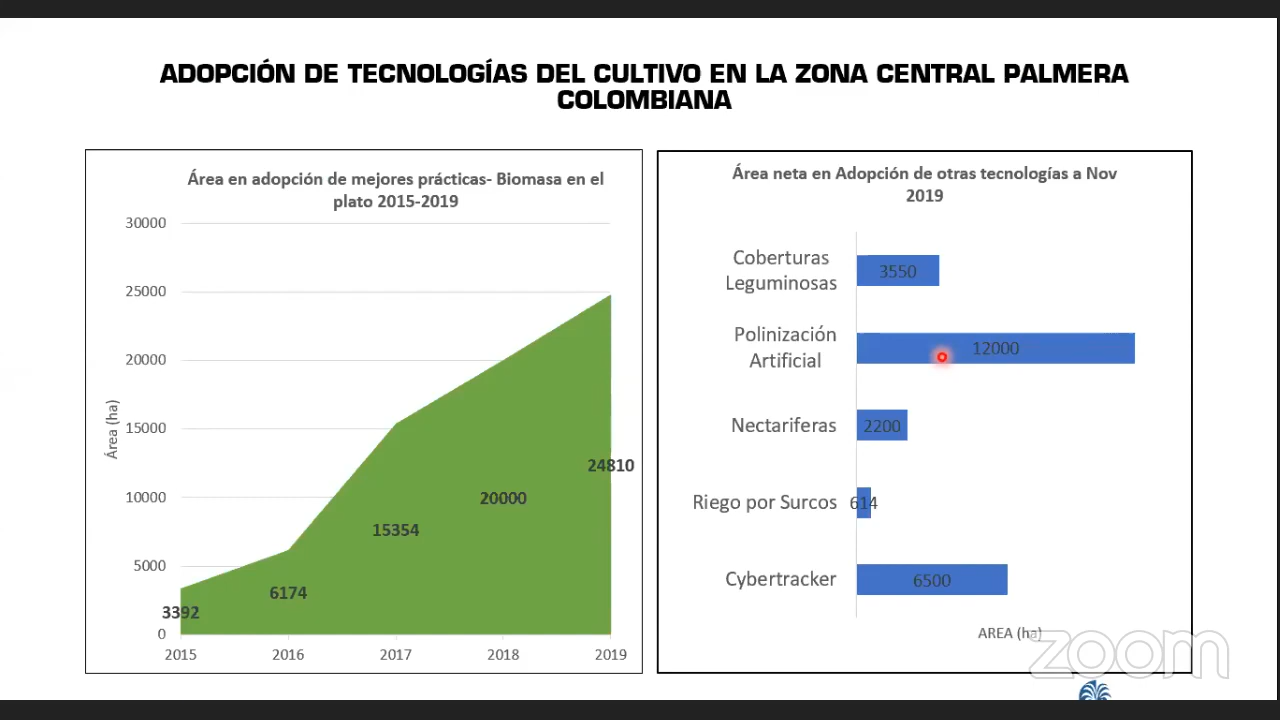 ADOPCIÓN DE TECNOLOGÍAS DEL CULTIVO EN LA ZONA CENTRAL PALMERA
COLOMBIANA
Área en adopción de mejores prácticas- Biomasa en el
plato 2015-2019
30000
25000
20000
15000
10000
5000
0
Área (ha)
3392
6174
15354
20000
24810
2015
2016
2017
2018
2019
Área neta en Adopción de otras tecnologías a Nov
2019
Coberturas
Leguminosas
3550
Polinización
Artificial
12000
Nectariferas
2200
Riego por Surcos
614
Cybertracker
6500
AREA (ha)
zoom